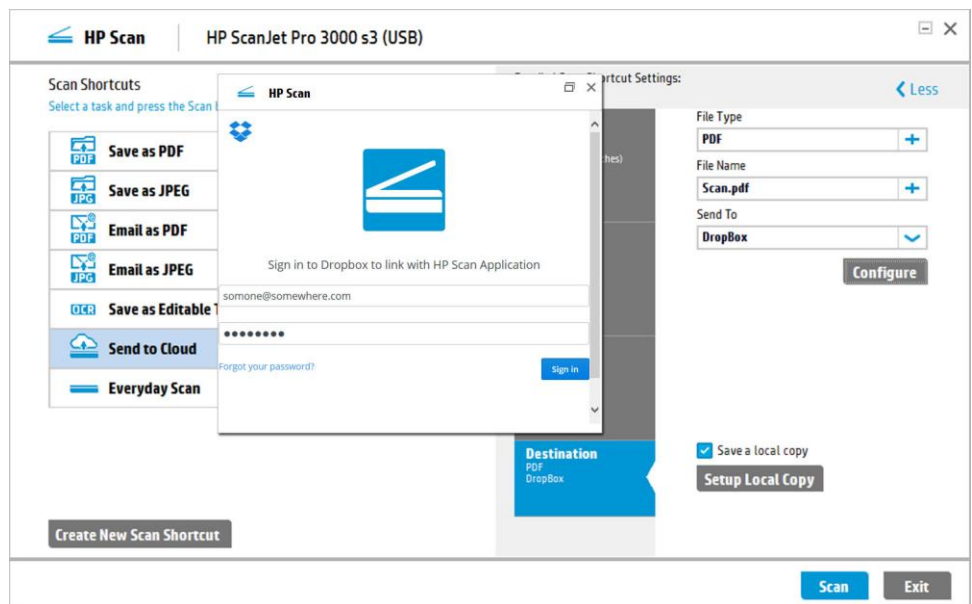 HP Scan
HP ScanJet Pro 3000 s3 (USB)
Scan Shortcuts
Select a task and press the Scan
Save as PDF
Save as JPEG
Email as PDF
Email as JPEG
Save as Editable
Send to Cloud
Everyday Scan
Create New Scan Shortcut
HP Scan
Sign in to Dropbox to link with HP Scan Application
somone@somewhere.com
Forgot your password?
Sign in
Shortcut Settings:
Less
File Type
PDF
File Name
Scan.pdf
Send To
DropBox
Configure
Destination
PDF
DropBox
Save a local copy
Setup Local Copy
Scan
Exit